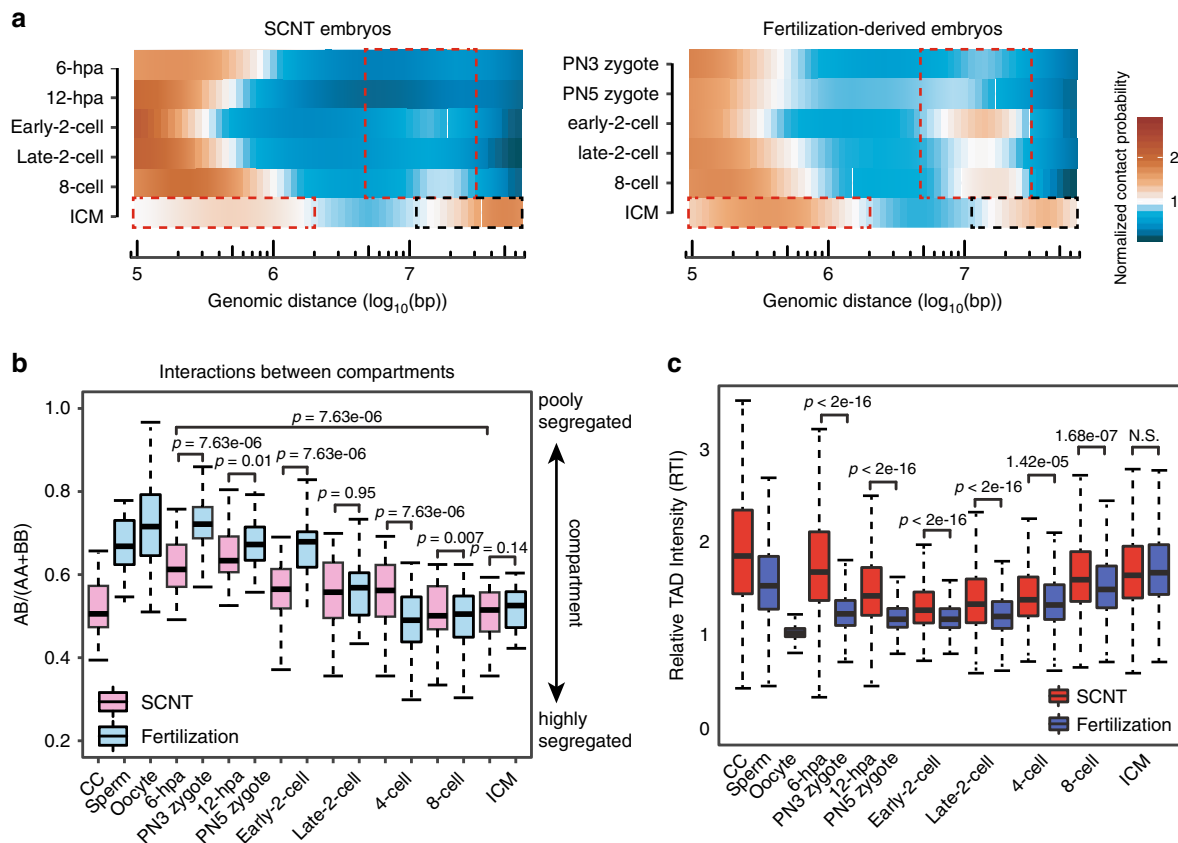 a
SCNT embryos
Fertilization-derived embryos
6-hpa
12-hpa
Early-2-cell
Late-2-cell
8-cell
ICM
5
6
7
Genomic distance (log10(bp))
PN3 zygote
PN5 zygote
early-2-cell
late-2-cell
8-cell
ICM
5
6
7
Genomic distance (log10(bp))
Normalized contact probability
2
1
b
Interactions between compartments
AB/(AA+BB)
1.0
0.8
0.6
0.4
0.2
p = 7.63e-06
p = 7.63e-06
p = 0.01
p = 7.63e-06
p = 0.95
p = 7.63e-06
p = 0.007
p = 0.14
SCNT
Fertilization
pooly
segregated
compartment
highly
segregated
CC
Sperm
Oocyte
6-hpa
PN3 zygote
12-hpa
PN5 zygote
Early-2-cell
Late-2-cell
4-cell
8-cell
ICM
c
Relative TAD Intensity (RTI)
3
2
1
0
p < 2e-16
p < 2e-16
p < 2e-16
p < 2e-16
1.42e-05
1.68e-07
N.S.
SCNT
Fertilization
CC
Sperm
Oocyte
6-hpa
PN3 zygote
12-hpa
PN5 zygote
Early-2-cell
Late-2-cell
4-cell
8-cell
ICM